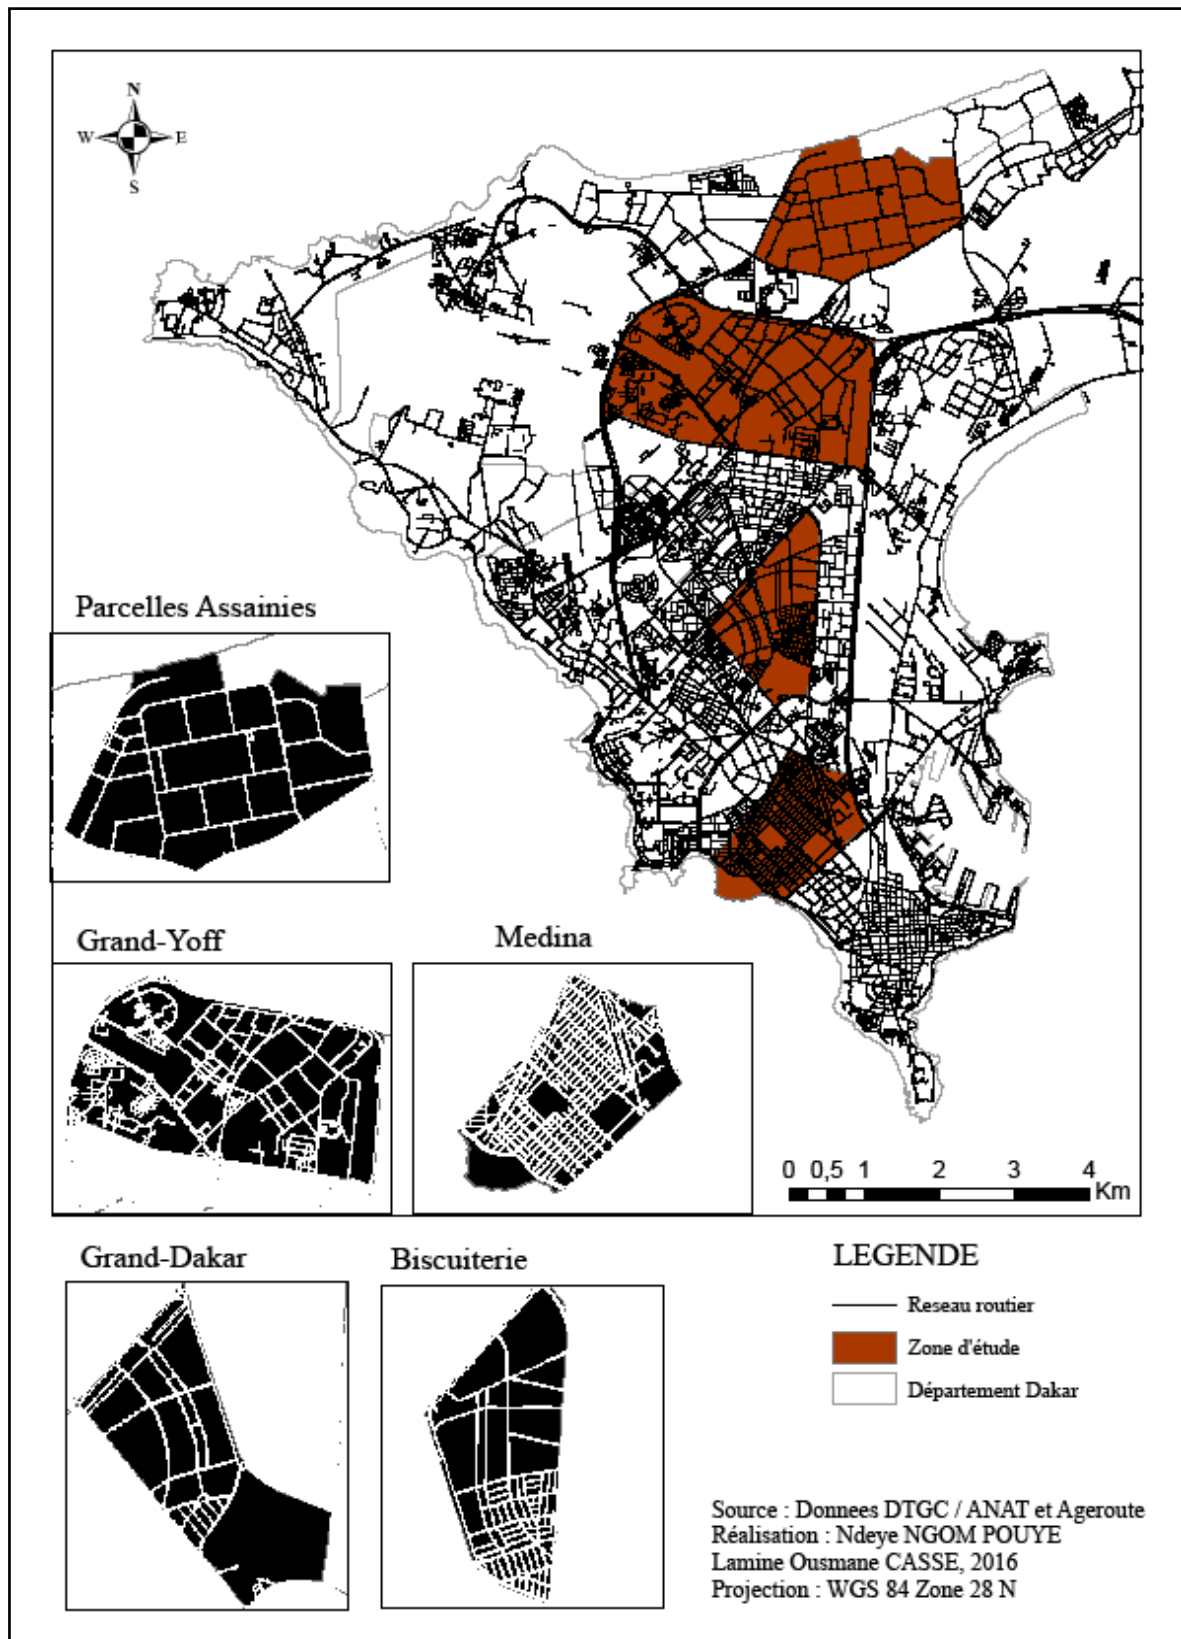 N
W E
S
Parcelles Assainies
Grand-Yoff
Medina
0 0,5 1 2 3 4
Km
Grand-Dakar
Biscuiterie
LEGENDE
Reseau routier
Zone d'étude
Département Dakar
Source : Donnees DTGC / ANAT et Ageroute
Réalisation : Ndeye NGOM POUYE
Lamine Ousmane CASSE, 2016
Projection : WGS 84 Zone 28 N